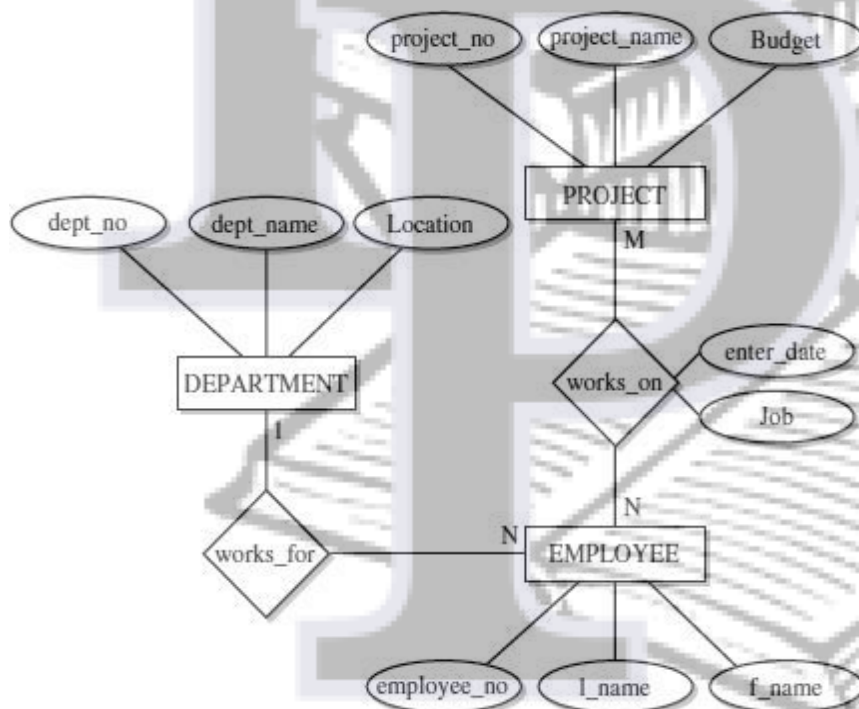 project_no
project_name
Budget
PROJECT
M
dept_no
dept_name
Location
DEPARTMENT
1
works_on
enter_date
Job
N
works_for
N
EMPLOYEE
employee_no
l_name
f_name